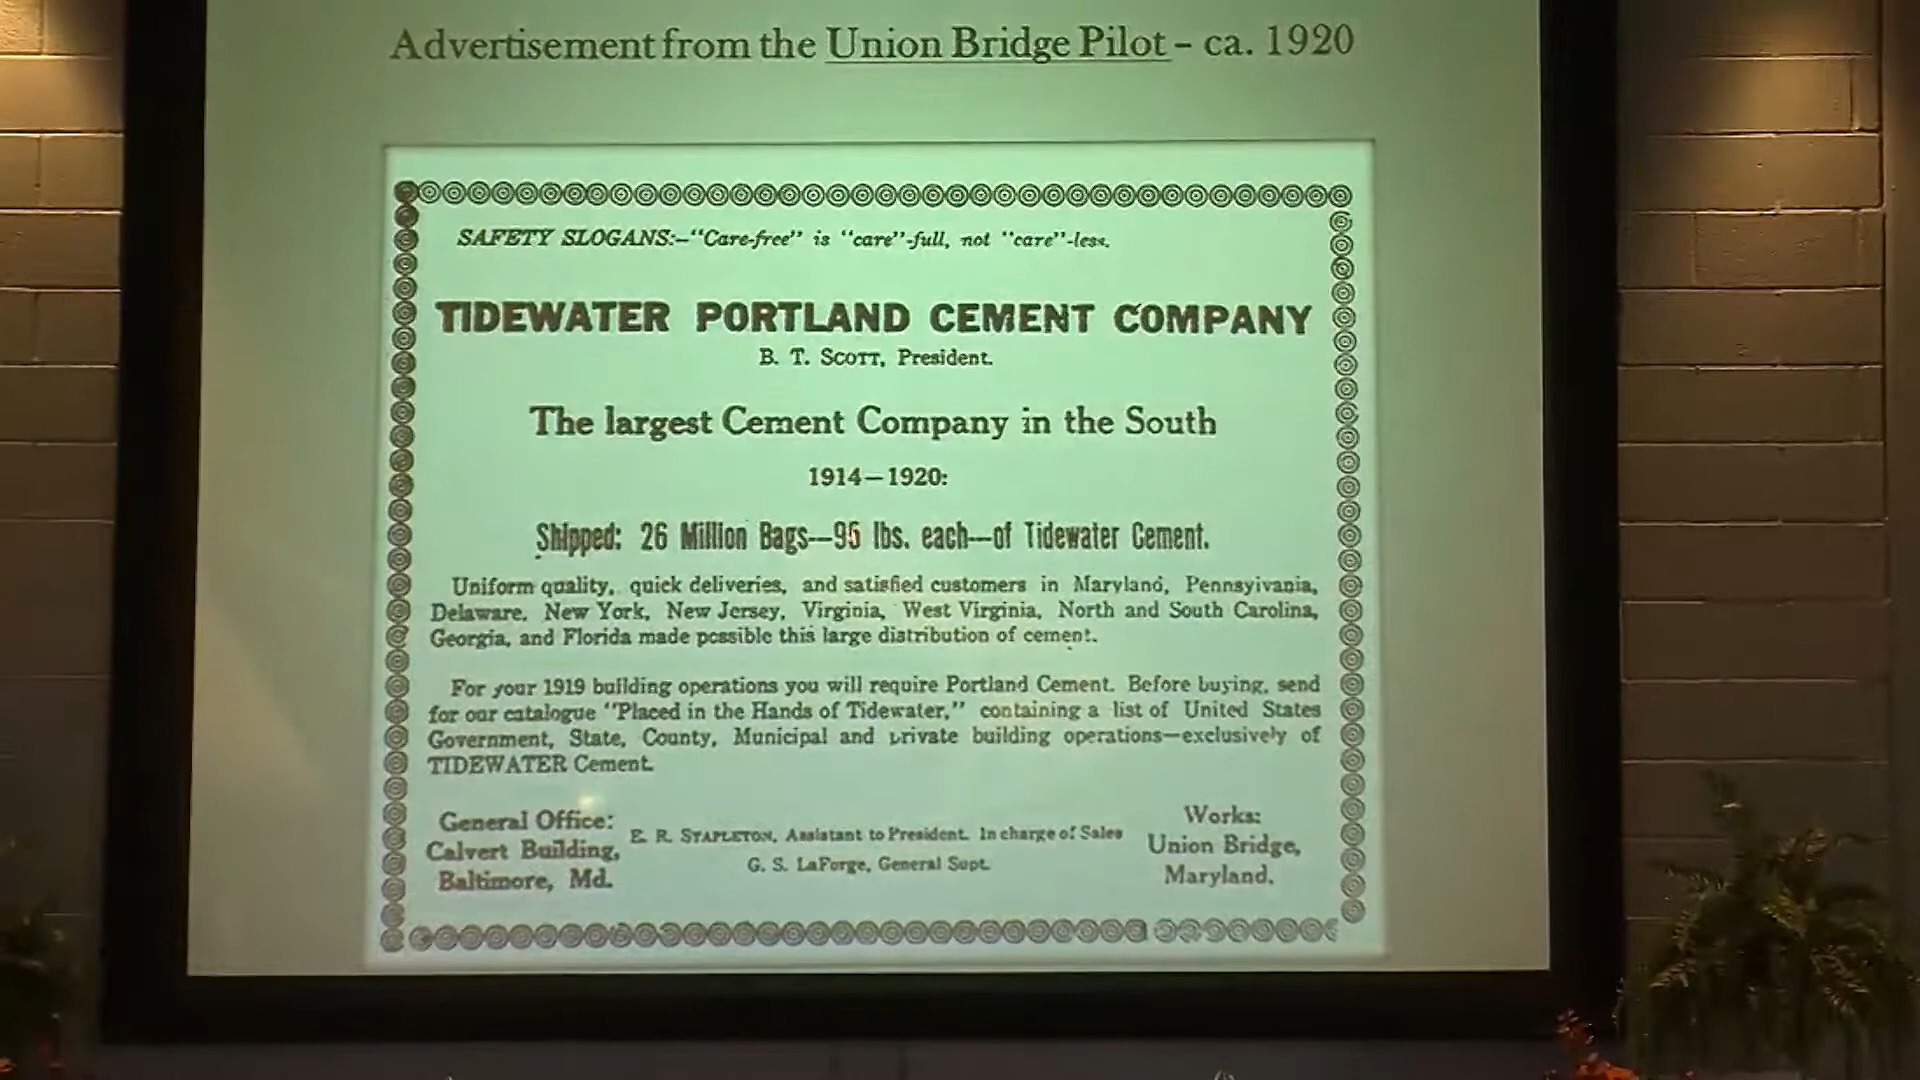 Advertisement from the Union Bridge Pilot – ca. 1920
SAFETY SLOGANS:–"Care-free" is "care"-full, not "care"-less.
TIDEWATER PORTLAND CEMENT COMPANY
B. T. SCOTT, President.
The largest Cement Company in the South
1914—1920:
Shipped: 26 Million Bags—95 lbs. each—of Tidewater Cement.
Uniform quality, quick deliveries, and satisfied customers in Maryland, Pennsylvania,
Delaware, New York, New Jersey, Virginia, West Virginia, North and South Carolina,
Georgia, and Florida made possible this large distribution of cement.
For your 1919 building operations you will require Portland Cement. Before buying, send
for our catalogue "Placed in the Hands of Tidewater," containing a list of United States
Government, State, County, Municipal and private building operations—exclusively of
TIDEWATER Cement.
General Office:
Calvert Building,
Baltimore, Md.
E. R. STAPLETON, Assistant to President. In charge of Sales
G. S. LaForge, General Supt.
Works:
Union Bridge,
Maryland.